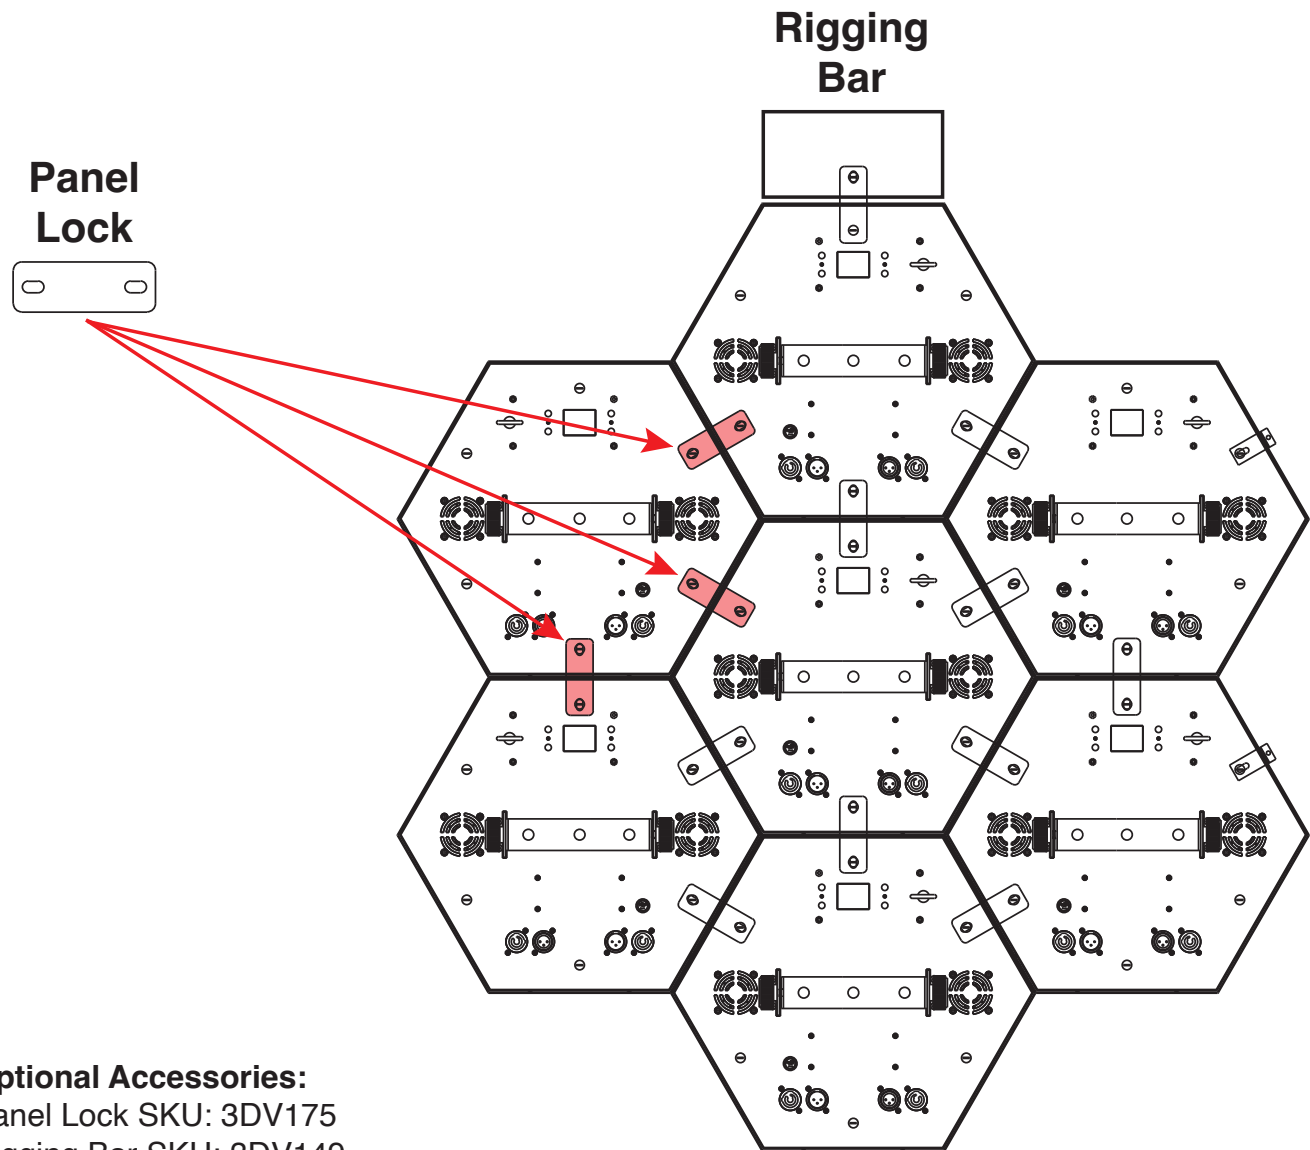 Rigging
Bar
Panel
Lock
ptional Accessories:
anel Lock SKU: 3DV175